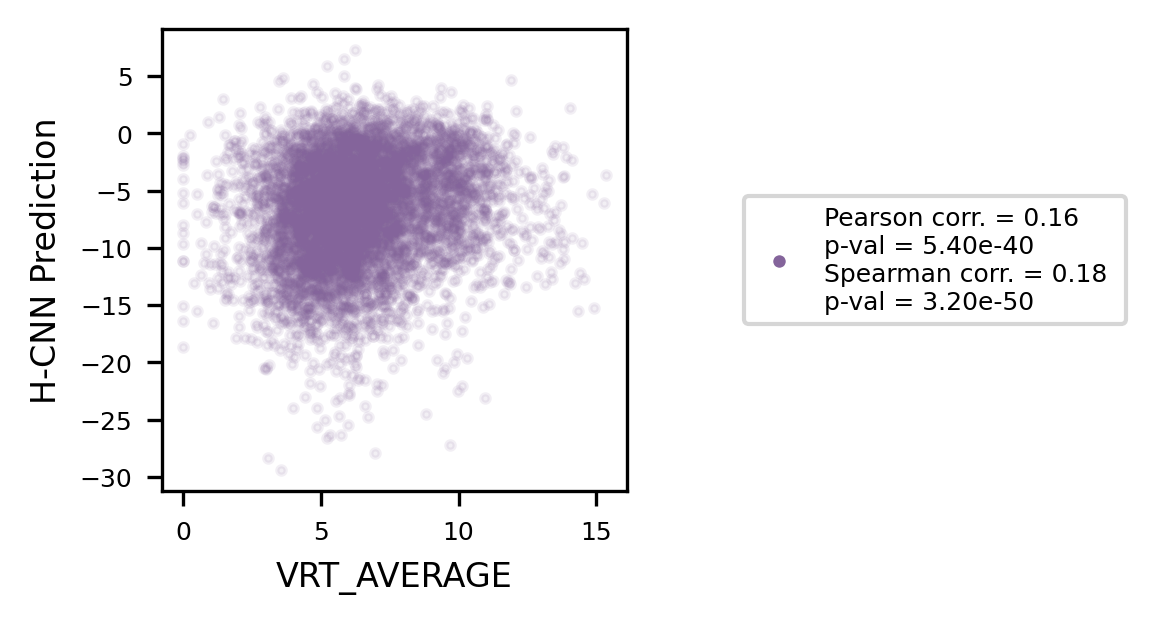 5
0
−5
−10
−15
−20
−25
−30
H-CNN Prediction
0 5 10 15
VRT_AVERAGE
Pearson corr. = 0.16
p-val = 5.40e-40
Spearman corr. = 0.18
p-val = 3.20e-50